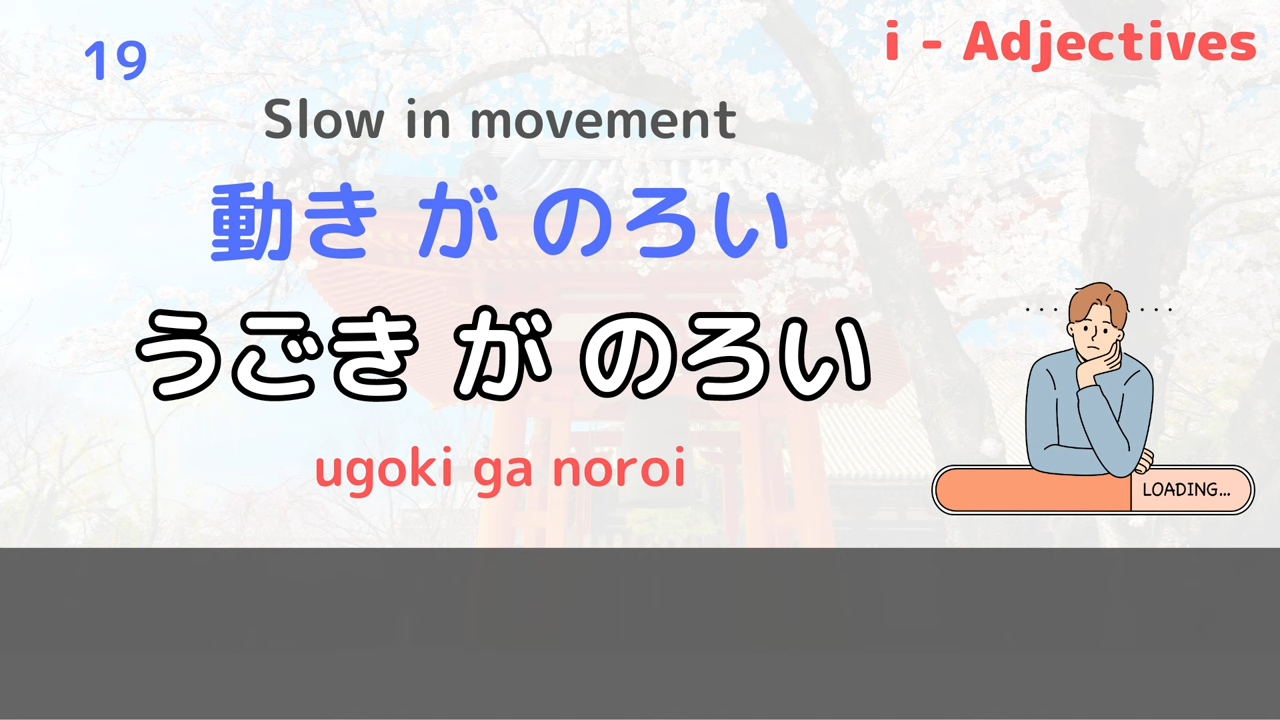 19
i - Adjectives
Slow in movement
動き が のろい
うごき が のろい
ugoki ga noroi
LOADING...